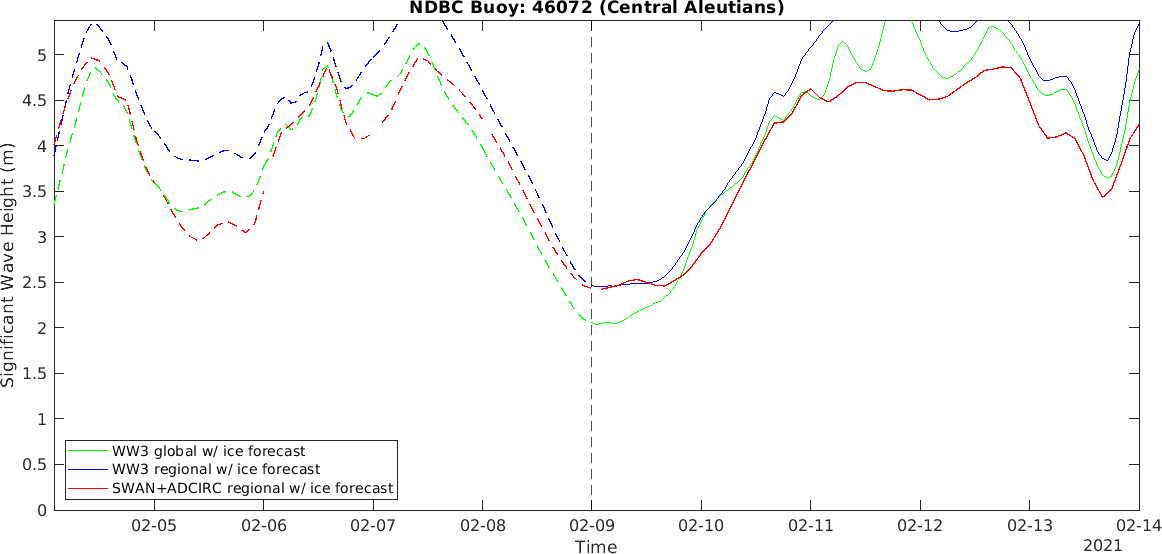 NDBC Buoy: 46072 (Central Aleutians)
Significant Wave Height (m)
5
4.5
4
3.5
3
2.5
2
1.5
1
0.5
0
WW3 global w/ ice forecast
WW3 regional w/ ice forecast
SWAN+ADCIRC regional w/ ice forecast
02-05 02-06 02-07 02-08 02-09 02-10 02-11 02-12 02-13 02-14
Time
2021